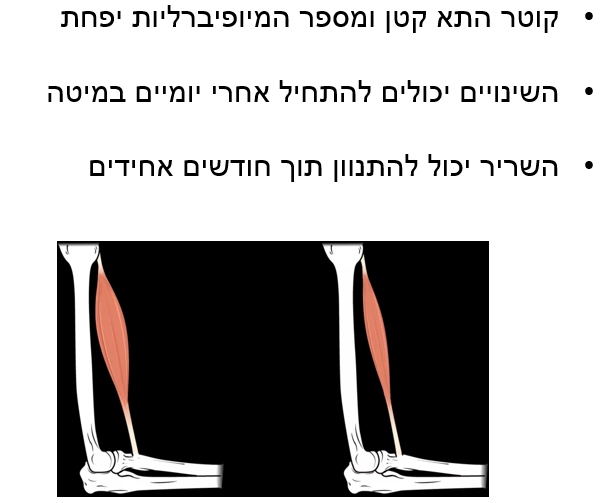 • קוטר התא קטן ומספר המיופיברליות יפחת
• השינויים יכולים להתחיל אחרי יומיים במיטה
• השריר יכול להתנוון תוך חודשים אחידים